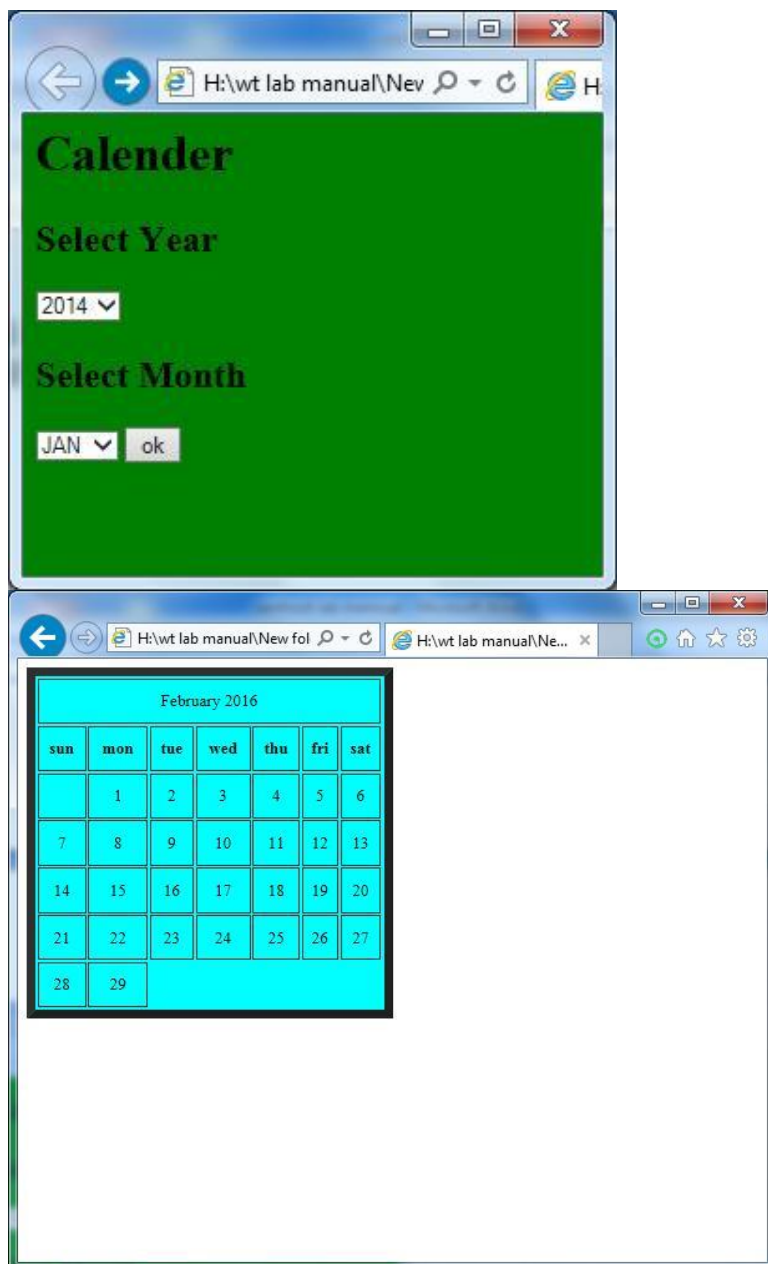 H:\wt lab manual\Nev
H:
Calender
Select Year
2014
Select Month
JAN ok
H:\wt lab manual\New fol
H:\wt lab manual\Ne...
February 2016
sun mon tue wed thu fri sat
1 2 3 4 5 6
7 8 9 10 11 12 13
14 15 16 17 18 19 20
21 22 23 24 25 26 27
28 29